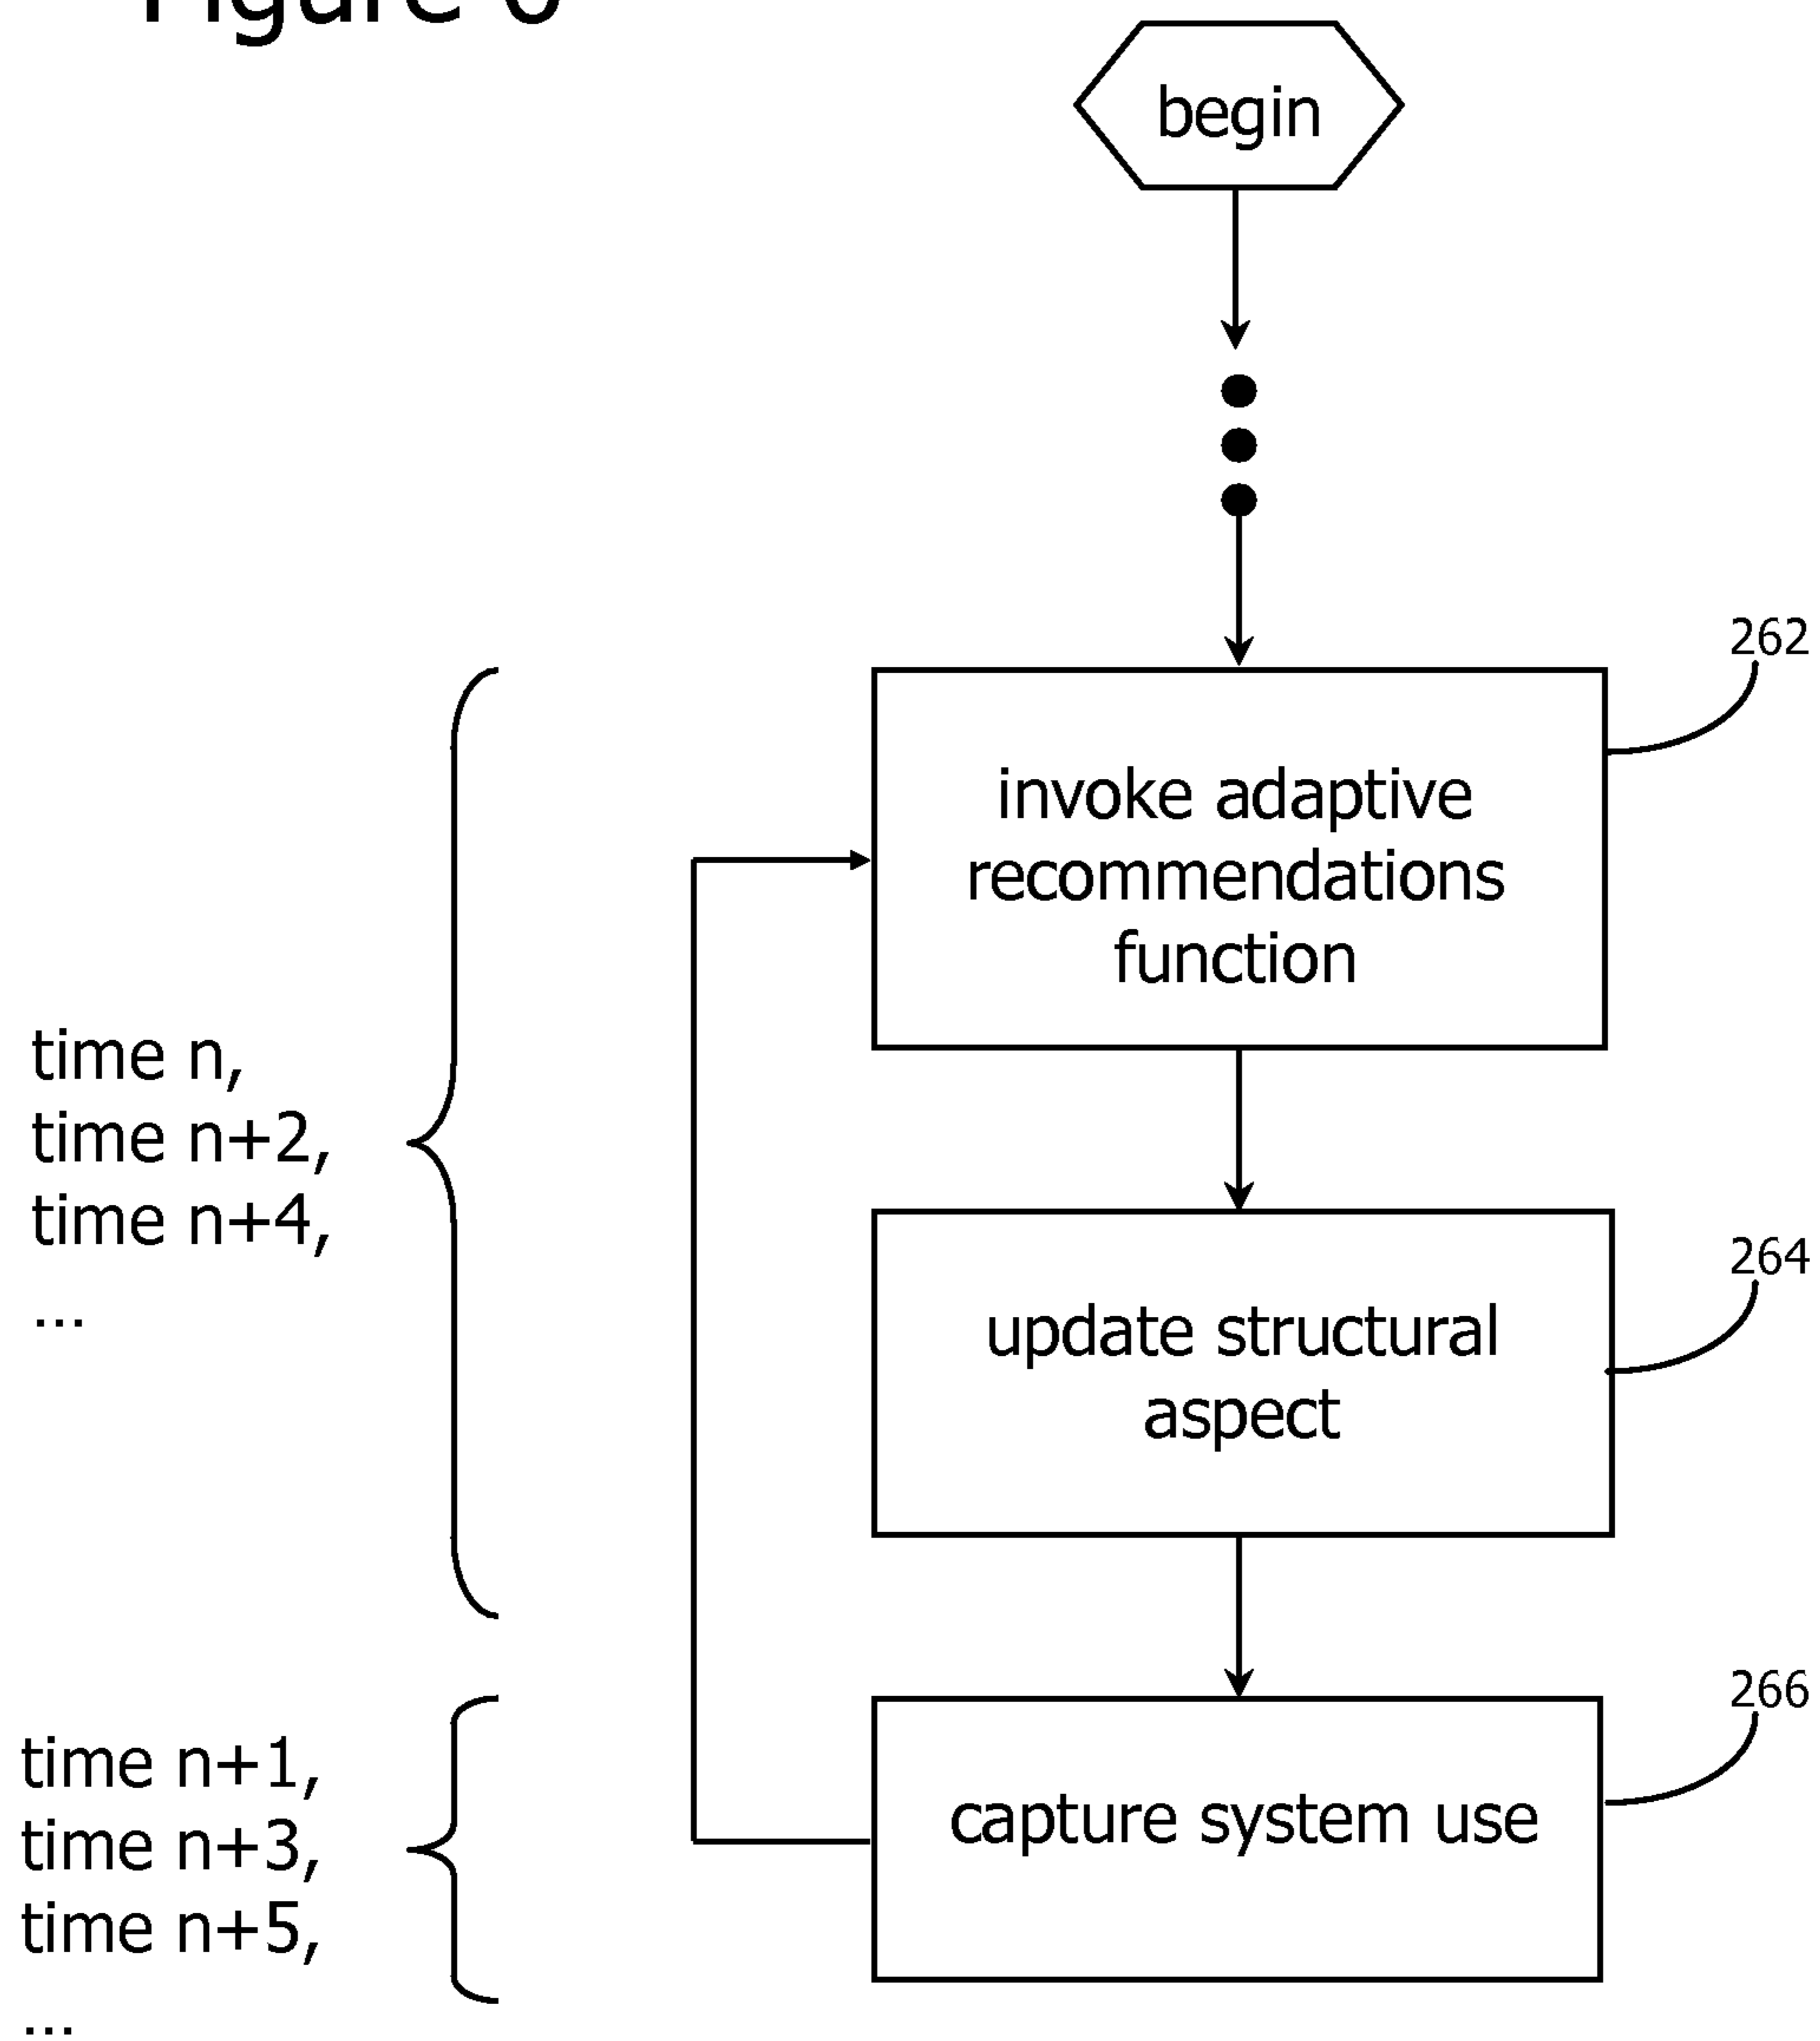 Figure 6
begin
262
invoke adaptive
recommendations
function
time n,
time n+2,
time n+4,
...
264
update structural
aspect
266
capture system use
time n+1,
time n+3,
time n+5,
...